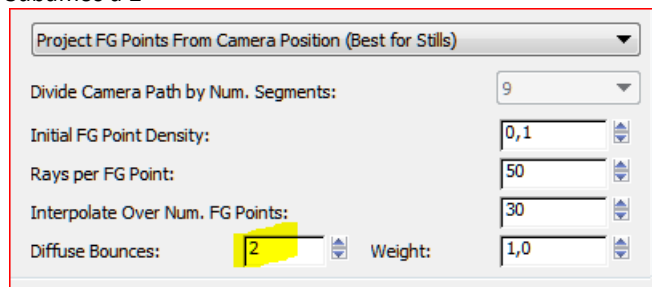 Subamos a 2
Project FG Points From Camera Position (Best for Stills)
Divide Camera Path by Num. Segments: 9
Initial FG Point Density: 0,1
Rays per FG Point: 50
Interpolate Over Num. FG Points: 30
Diffuse Bounces: 2 Weight: 1,0